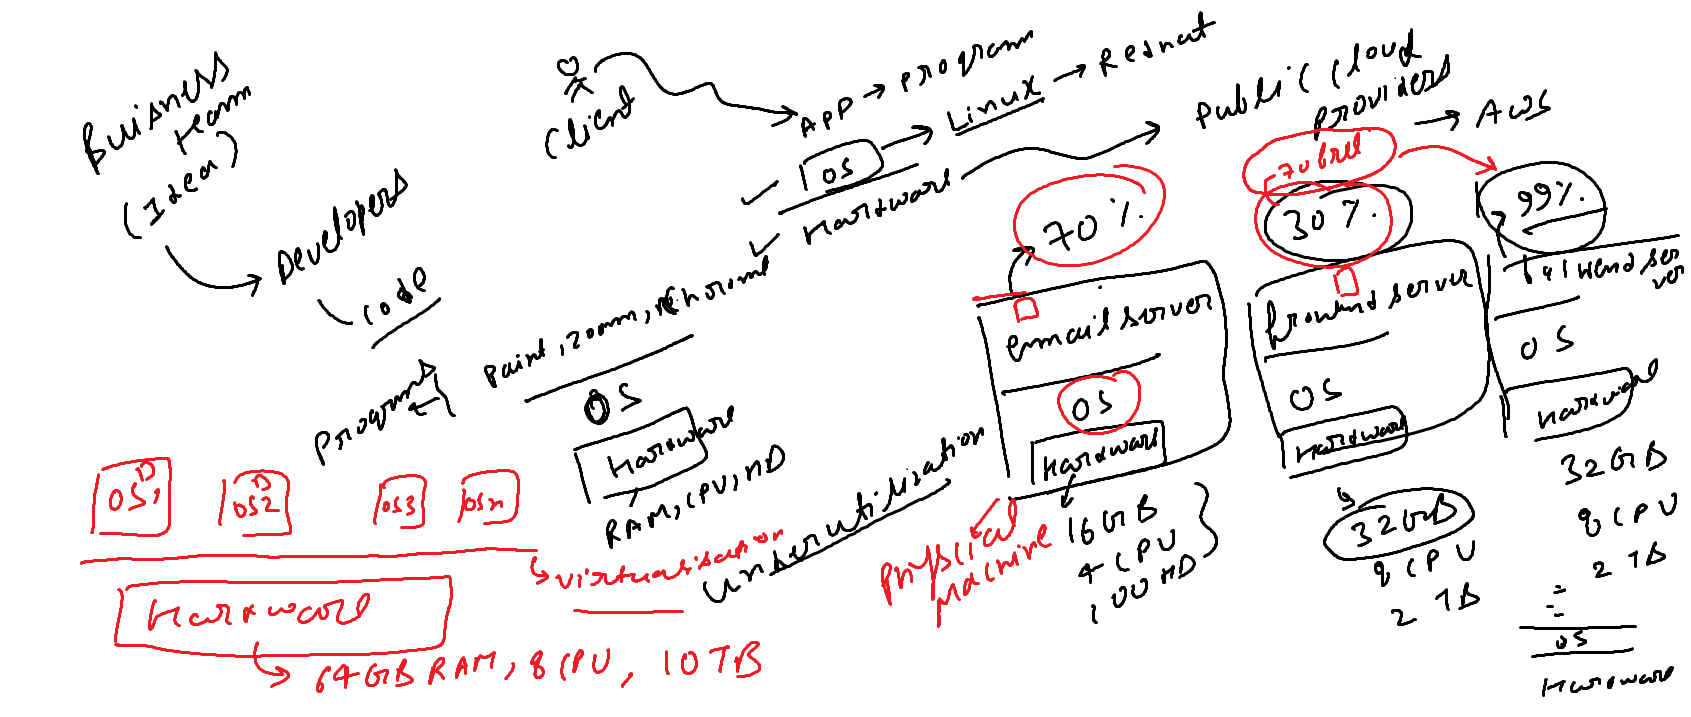 Buisness
team
(Idea)
Developers
code
Programs
Client
APP → program
OS → Linux → Redhat
Hardware
Public Cloud
providers
→ AWS
Paint, zoom, chrome
OS
Hardware
RAM, CPU, HD
underutilization
70%
email server
OS
Hardware
Physical
Machine
16GB
4 CPU
100 HD
70 free
30%
frontend server
OS
Hardware
32GB
8 CPU
2 TB
99%
server
OS
Hardware
32GB
8 CPU
2 TB
OS
Hardware
OS1
OS2
OS3
OSn
virtualisation
Hardware
64GB RAM, 8 CPU, 10TB